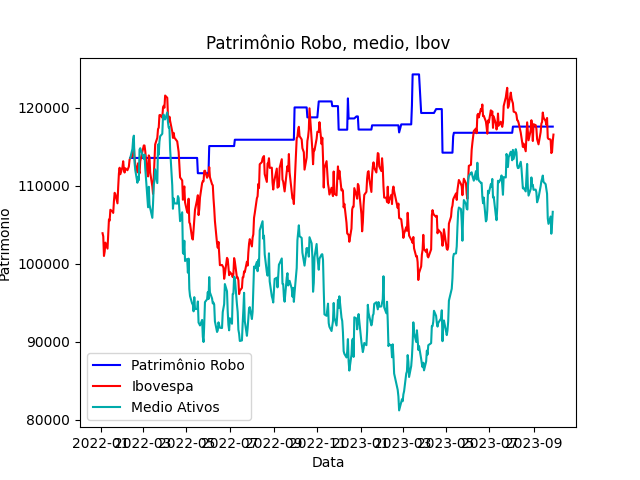 Patrimônio Robo, medio, Ibov
Patrimonio
120000
110000
100000
90000
80000
Patrimônio Robo
Ibovespa
Medio Ativos
2022-01
2022-03
2022-05
2022-07
2022-09
2022-11
2023-01
2023-03
2023-05
2023-07
2023-09
Data